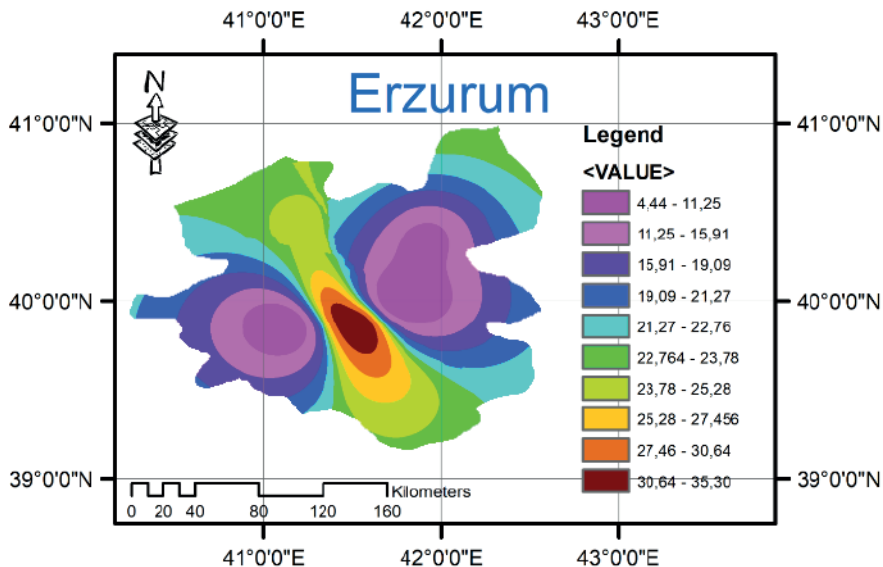 41°0'0"E 42°0'0"E 43°0'0"E
N
Erzurum
41°0'0"N 41°0'0"N
Legend
<VALUE>
4,44 - 11,25
11,25 - 15,91
15,91 - 19,09
40°0'0"N 40°0'0"N
19,09 - 21,27
21,27 - 22,76
22,764 - 23,78
23,78 - 25,28
25,28 - 27,456
27,46 - 30,64
39°0'0"N 39°0'0"N
30,64 - 35,30
Kilometers
0 20 40 80 120 160
41°0'0"E 42°0'0"E 43°0'0"E